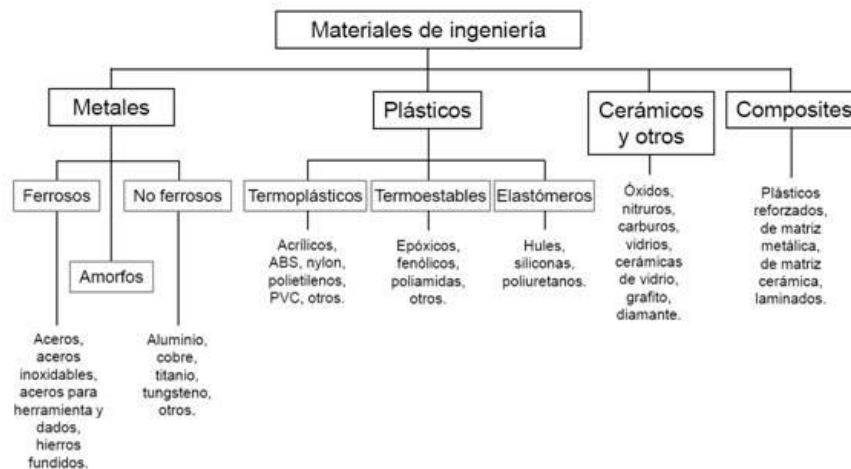 Materiales de ingeniería
Metales
Plásticos
Cerámicos
y otros
Composites
Ferrosos
No ferrosos
Amorfos
Termoplásticos
Termoestables
Elastómeros
Aceros,
aceros
inoxidables,
aceros para
herramienta y
dados,
hierros
fundidos.
Aluminio,
cobre,
titanio,
tungsteno,
otros.
Acrílicos,
ABS, nylon,
polietilenos,
PVC, otros.
Epóxicos,
fenólicos,
poliamidas,
otros.
Hules,
siliconas,
poliuretanos.
Óxidos,
nitruros,
carburos,
vidrios,
cerámicas
de vidrio,
grafito,
diamante.
Plásticos
reforzados,
de matriz
metálica,
de matriz
cerámica,
laminados.